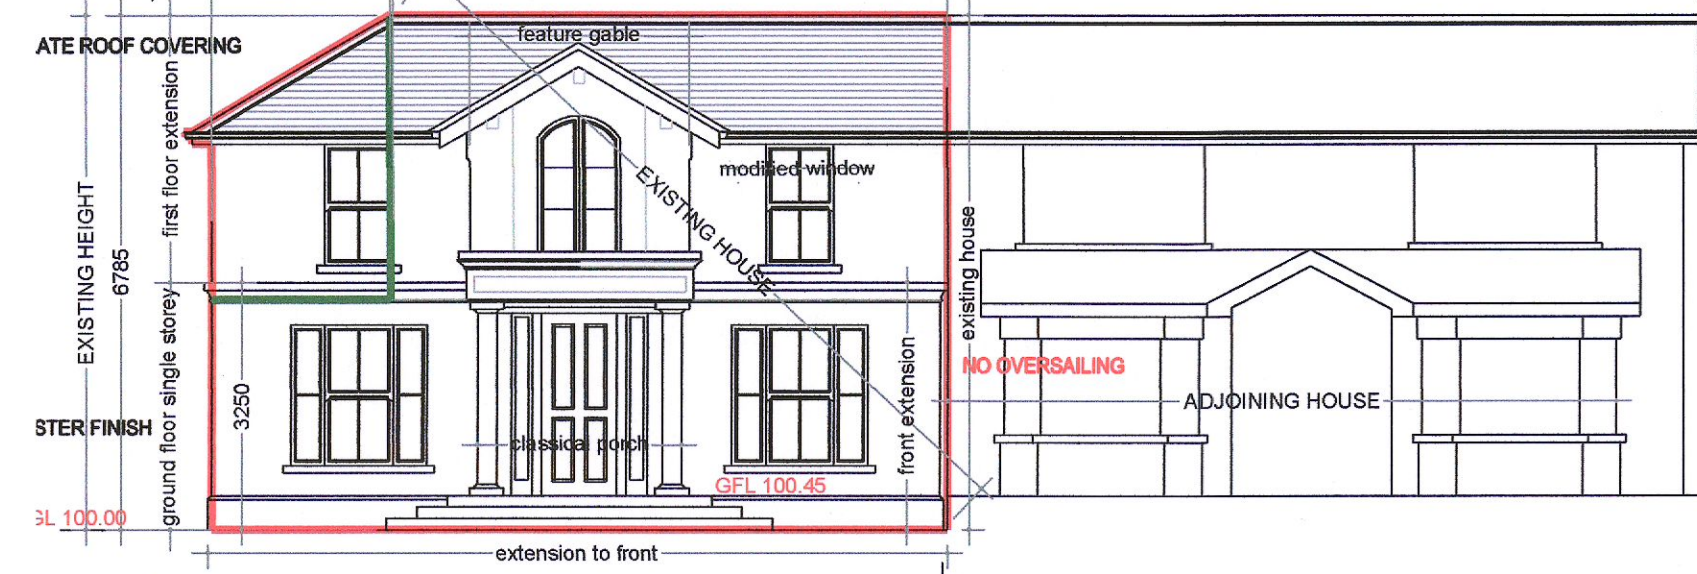 ATE ROOF COVERING
feature gable
first floor extension
modified window
EXISTING HOUSE
EXISTING HEIGHT
6785
existing house
NO OVERSAILING
ADJOINING HOUSE
front extension
3250
ground floor single storey
STER FINISH
classical porch
GFL 100.45
GL 100.00
extension to front